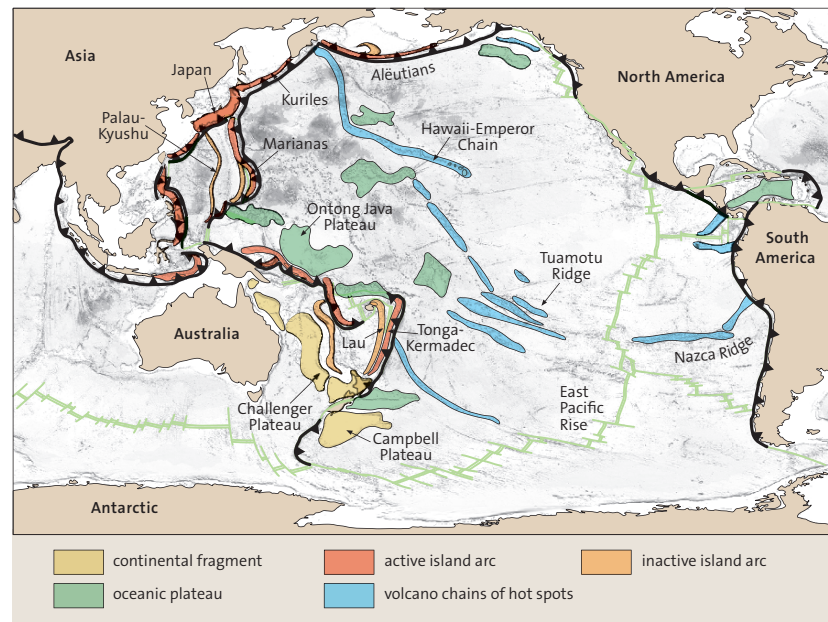 Asia
North America
Japan
Alëutians
Kuriles
Palau-
Kyushu
Hawaii-Emperor
Chain
Marianas
Ontong Java
Plateau
South
America
Tuamotu
Ridge
Australia
Lau
Tonga-
Kermadec
Nazca Ridge
Challenger
Plateau
East
Pacific
Rise
Campbell
Plateau
Antarctic
continental fragment
active island arc
inactive island arc
oceanic plateau
volcano chains of hot spots